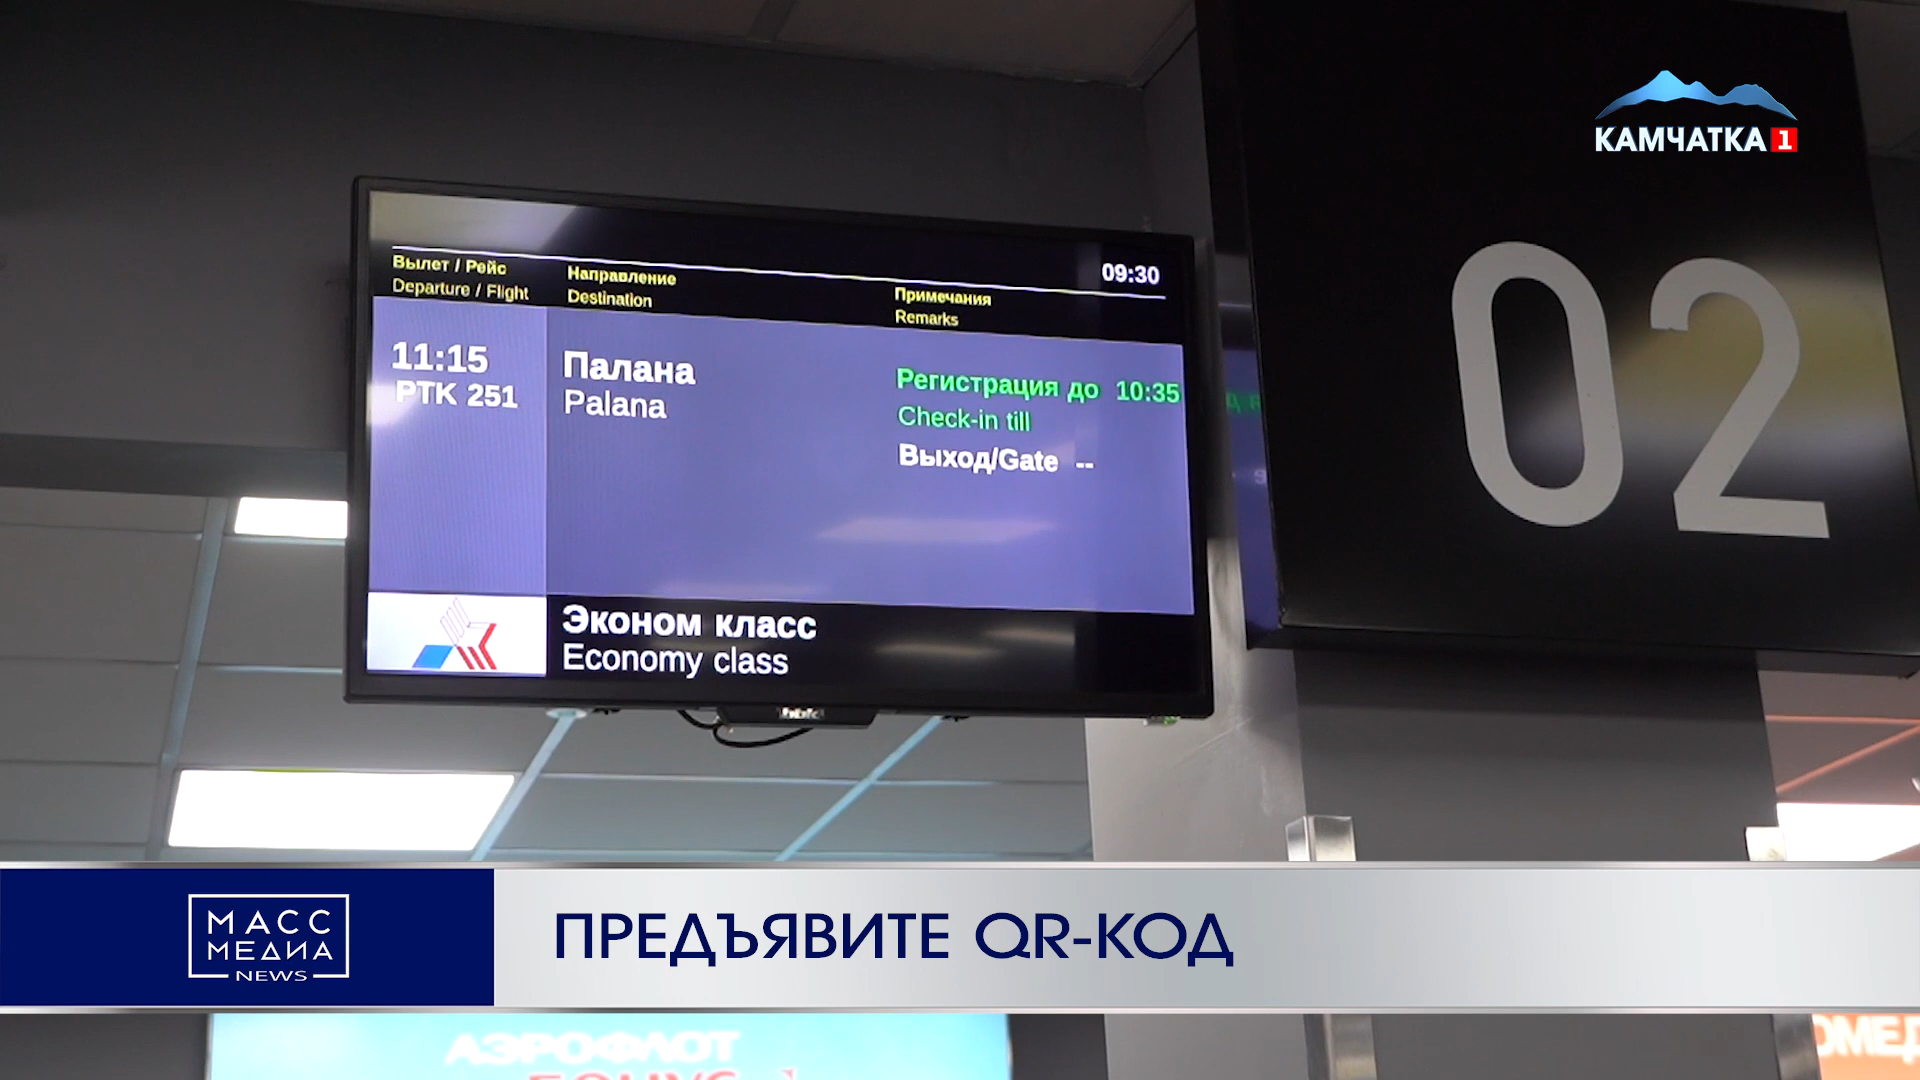 КАМЧАТКА 1
09:30
Вылет / Рейс
Departure / Flight
Направление
Destination
Примечания
Remarks
11:15
РТК 251
Палана
Palana
Регистрация до 10:35
Check-in till
Выход/Gate --
Эконом класс
Economy class
02
МАСС
МЕДИА
NEWS
ПРЕДЪЯВИТЕ QR-КОД
АЭРОФЛОТ